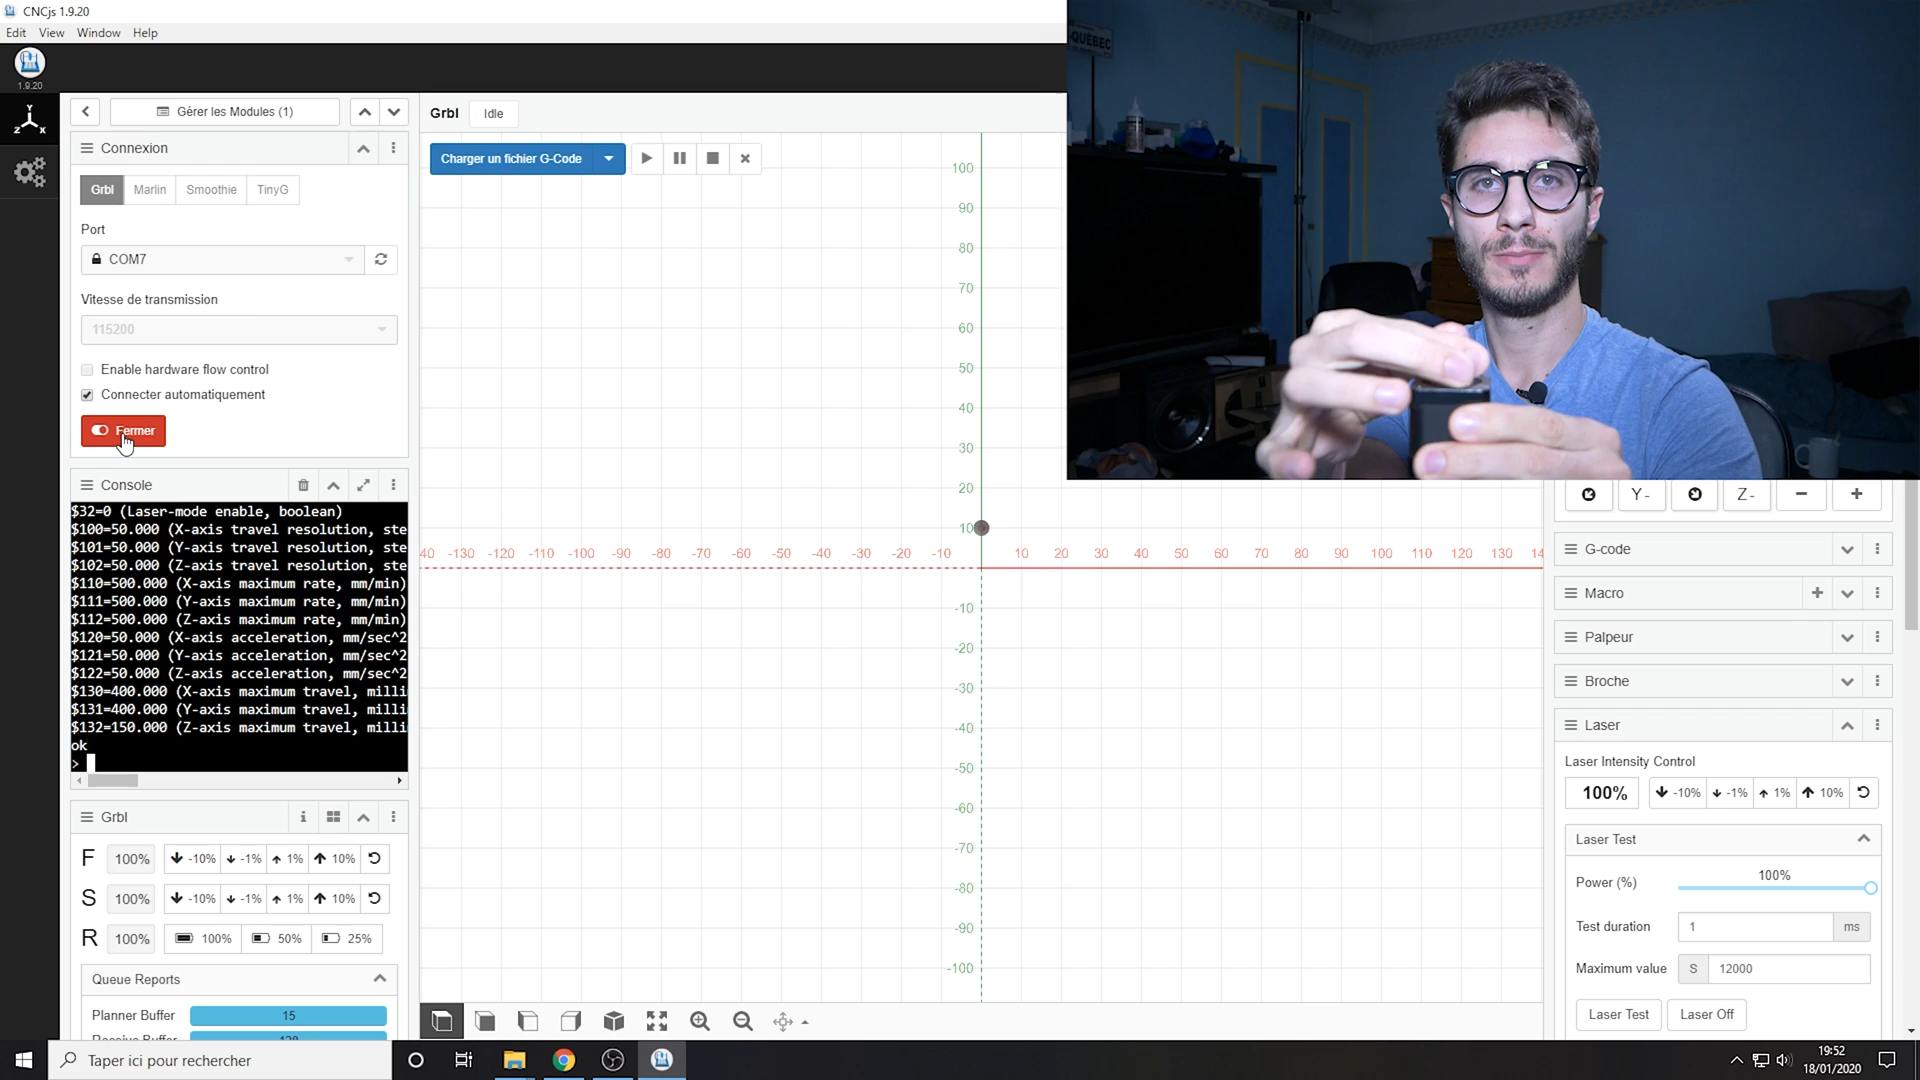 CNCjs 1.9.20
Edit View Window Help
1.9.20
Gérer les Modules (1)
Connexion
Grbl Marlin Smoothie TinyG
Port
COM7
Vitesse de transmission
115200
Enable hardware flow control
Connecter automatiquement
Fermer
Console
$32=0 (Laser-mode enable, boolean)
$100=50.000 (X-axis travel resolution, ste
$101=50.000 (Y-axis travel resolution, ste
$102=50.000 (Z-axis travel resolution, ste
$110=500.000 (X-axis maximum rate, mm/min)
$111=500.000 (Y-axis maximum rate, mm/min)
$112=500.000 (Z-axis maximum rate, mm/min)
$120=50.000 (X-axis acceleration, mm/sec^2
$121=50.000 (Y-axis acceleration, mm/sec^2
$122=50.000 (Z-axis acceleration, mm/sec^2
$130=400.000 (X-axis maximum travel, milli
$131=400.000 (Y-axis maximum travel, milli
$132=150.000 (Z-axis maximum travel, milli
ok
>
Grbl
F 100% -10% -1% 1% 10%
S 100% -10% -1% 1% 10%
R 100% 100% 50% 25%
Queue Reports
Planner Buffer 15
Grbl Idle
Charger un fichier G-Code
100
90
80
70
60
50
40
30
20
10
40 -130 -120 -110 -100 -90 -80 -70 -60 -50 -40 -30 -20 -10 10 20 30 40 50 60 70 80 90 100 110 120 130 14
-10
-20
-30
-40
-50
-60
-70
-80
-90
-100
QUÉBEC
Y- Z-
G-code
Macro
Palpeur
Broche
Laser
Laser Intensity Control
100% -10% -1% 1% 10%
Laser Test
100%
Power (%)
Test duration 1 ms
Maximum value S 12000
Laser Test Laser Off
Taper ici pour rechercher
19:52
18/01/2020